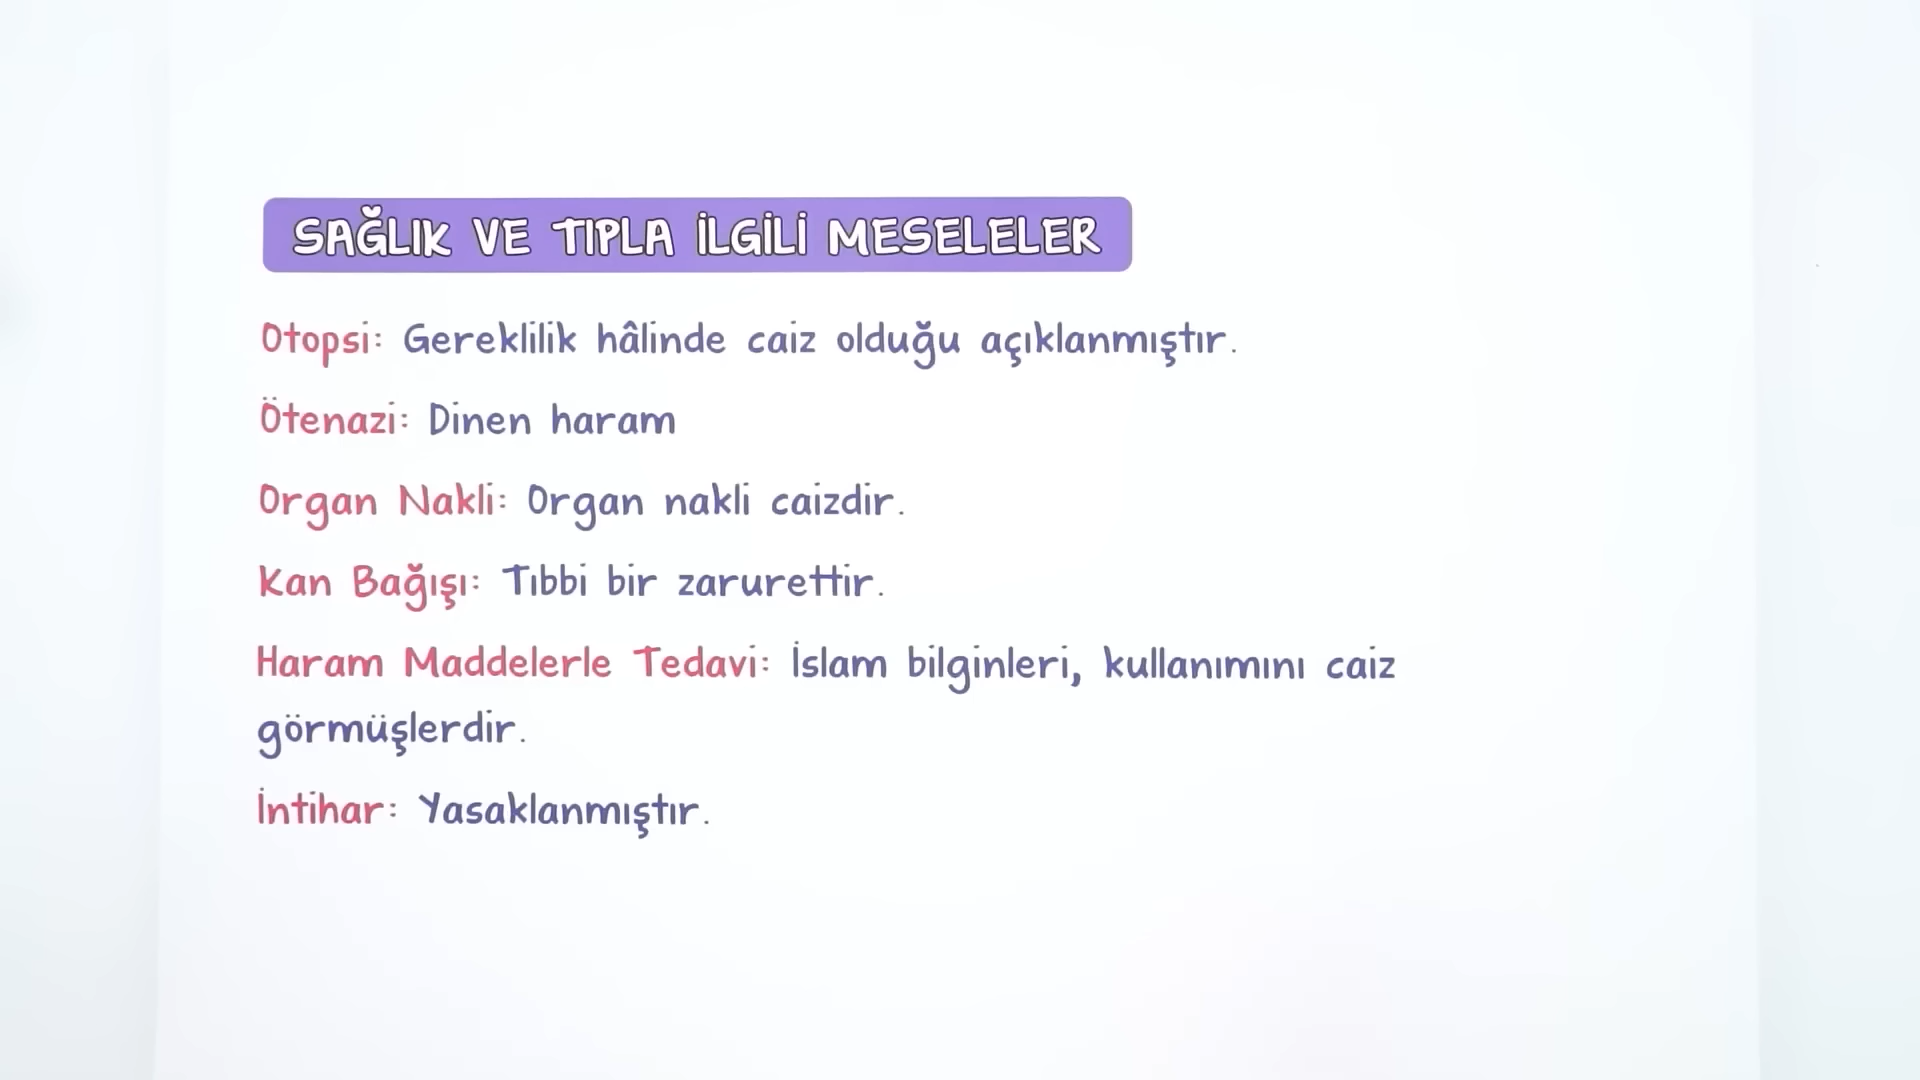 SAĞLIK VE TIPLA İLGİLİ MESELELER
Otopsi: Gereklilik hâlinde caiz olduğu açıklanmıştır.
Ötenazi: Dinen haram
Organ Nakli: Organ nakli caizdir.
Kan Bağışı: Tıbbi bir zarurettir.
Haram Maddelerle Tedavi: İslam bilginleri, kullanımını caiz
görmüşlerdir.
İntihar: Yasaklanmıştır.